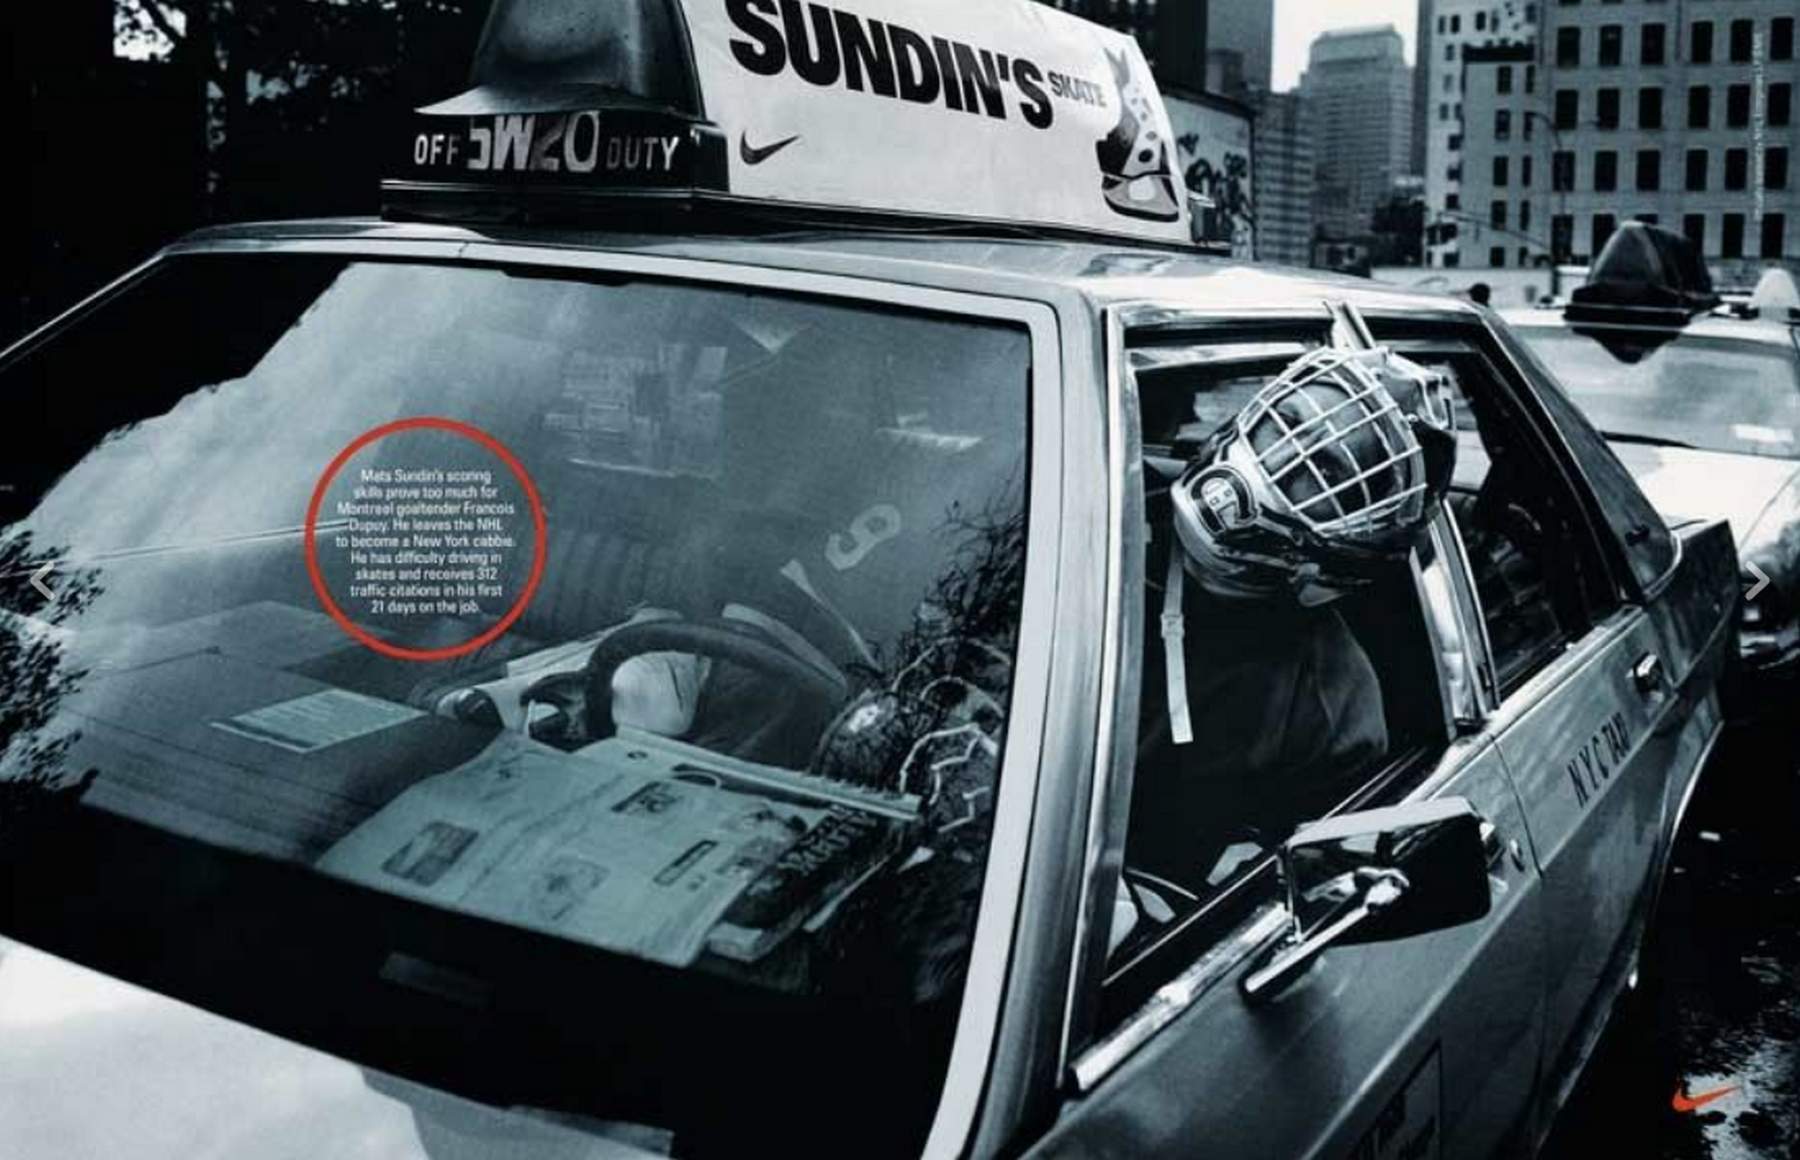 SUNDIN'S SKATE
OFF 5W20 DUTY
Mats Sundin's scoring
skills prove too much for
Montreal goaltender Francois
Dupuy. He leaves the NHL
to become a New York cabbie.
He has difficulty driving in
skates and receives 312
traffic citations in his first
21 days on the job.
N.Y.C. TAXI